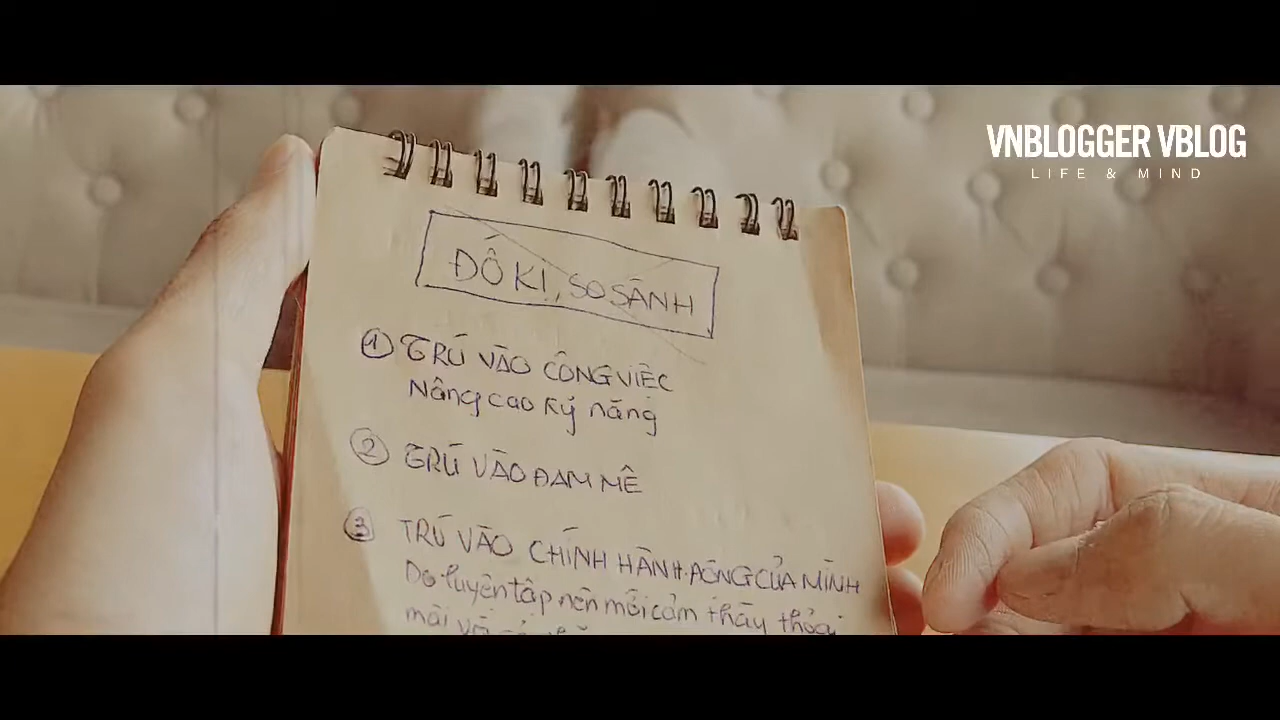 VNBLOGGER VBLOG
LIFE & MIND
ĐỐ KỊ, SO SÁNH
1 TRÚ VÀO CÔNG VIỆC
Nâng cao kỹ năng
2 TRÚ VÀO ĐAM MÊ
3 TRÚ VÀO CHÍNH HÀNH ĐỘNG CỦA MÌNH
Do luyện tập nên mới cảm thấy thoải
mái với